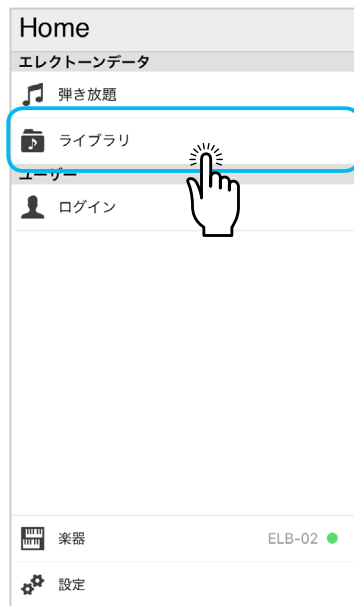 Home
エレクトーンデータ
弾き放題
ライブラリ
ユーザー
ログイン
楽器 ELB-02
設定